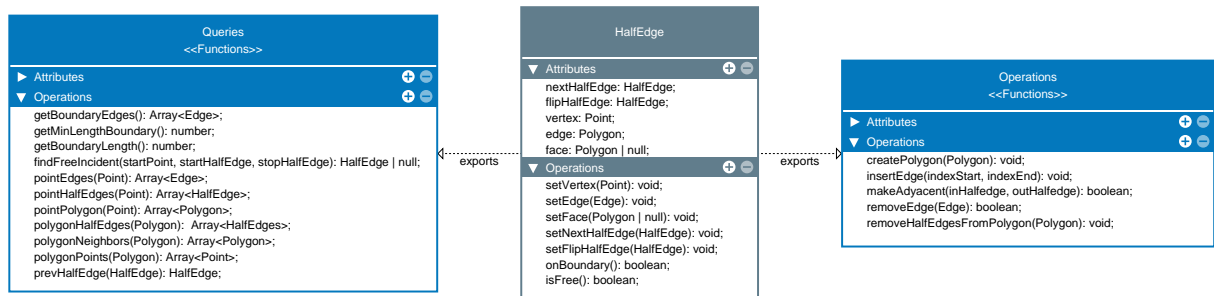 Queries
<<Functions>>
Attributes
Operations
getBoundaryEdges(): Array<Edge>;
getMinLengthBoundary(): number;
getBoundaryLength(): number;
findFreeIncident(startPoint, startHalfEdge, stopHalfEdge): HalfEdge | null;
pointEdges(Point): Array<Edge>;
pointHalfEdges(Point): Array<HalfEdge>;
pointPolygon(Point): Array<Polygon>;
polygonHalfEdges(Polygon):  Array<HalfEdges>;
polygonNeighbors(Polygon): Array<Polygon>;
polygonPoints(Polygon): Array<Point>;
prevHalfEdge(HalfEdge): HalfEdge;
exports
HalfEdge
Attributes
nextHalfEdge: HalfEdge;
flipHalfEdge: HalfEdge;
vertex: Point;
edge: Polygon;
face: Polygon | null;
Operations
setVertex(Point): void;
setEdge(Edge): void;
setFace(Polygon | null): void;
setNextHalfEdge(HalfEdge): void;
setFlipHalfEdge(HalfEdge): void;
onBoundary(): boolean;
isFree(): boolean;
exports
Operations
<<Functions>>
Attributes
Operations
createPolygon(Polygon): void;
insertEdge(indexStart, indexEnd): void;
makeAdyacent(inHalfedge, outHalfedge): boolean;
removeEdge(Edge): boolean;
removeHalfEdgesFromPolygon(Polygon): void;